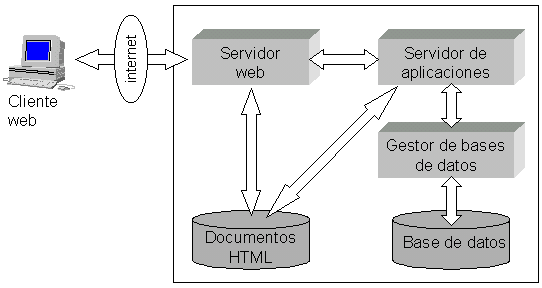 Cliente
web
internet
Servidor
web
Servidor de
aplicaciones
Gestor de bases
de datos
Documentos
HTML
Base de datos